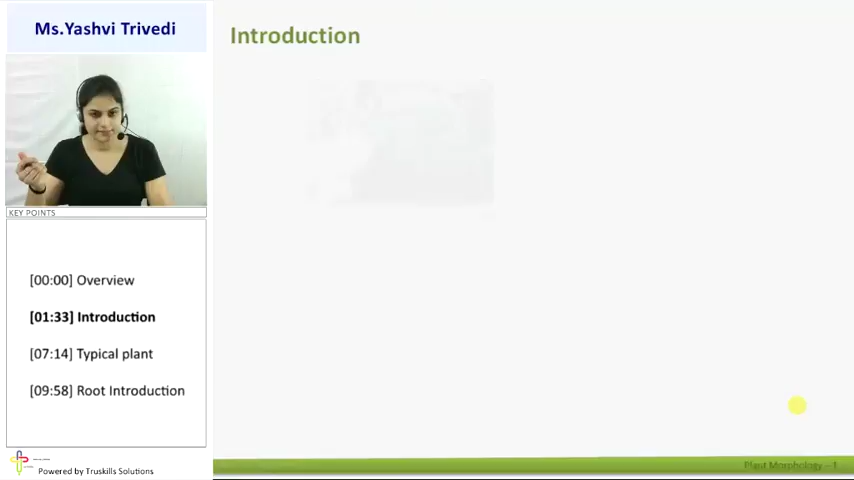 Ms.Yashvi Trivedi
Introduction
KEY POINTS
[00:00] Overview
[01:33] Introduction
[07:14] Typical plant
[09:58] Root Introduction
Powered by Truskills Solutions
Plant Morphology – 1